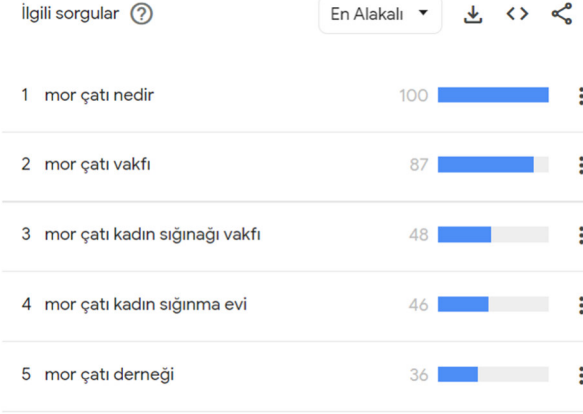 İlgili sorgular ? En Alakalı
1 mor çatı nedir 100
2 mor çatı vakfı 87
3 mor çatı kadın sığınağı vakfı 48
4 mor çatı kadın sığınma evi 46
5 mor çatı derneği 36